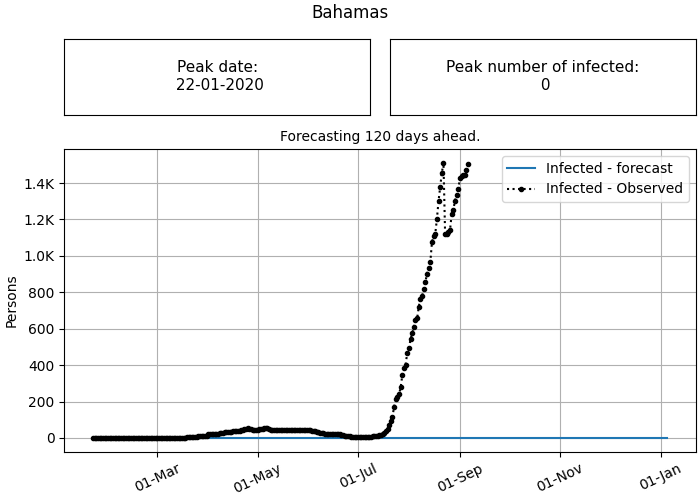 Bahamas
Peak date:
22-01-2020
Peak number of infected:
0
Forecasting 120 days ahead.
Infected - forecast
Infected - Observed
1.4K
1.2K
1.0K
800
600
400
200
0
Persons
01-Mar
01-May
01-Jul
01-Sep
01-Nov
01-Jan